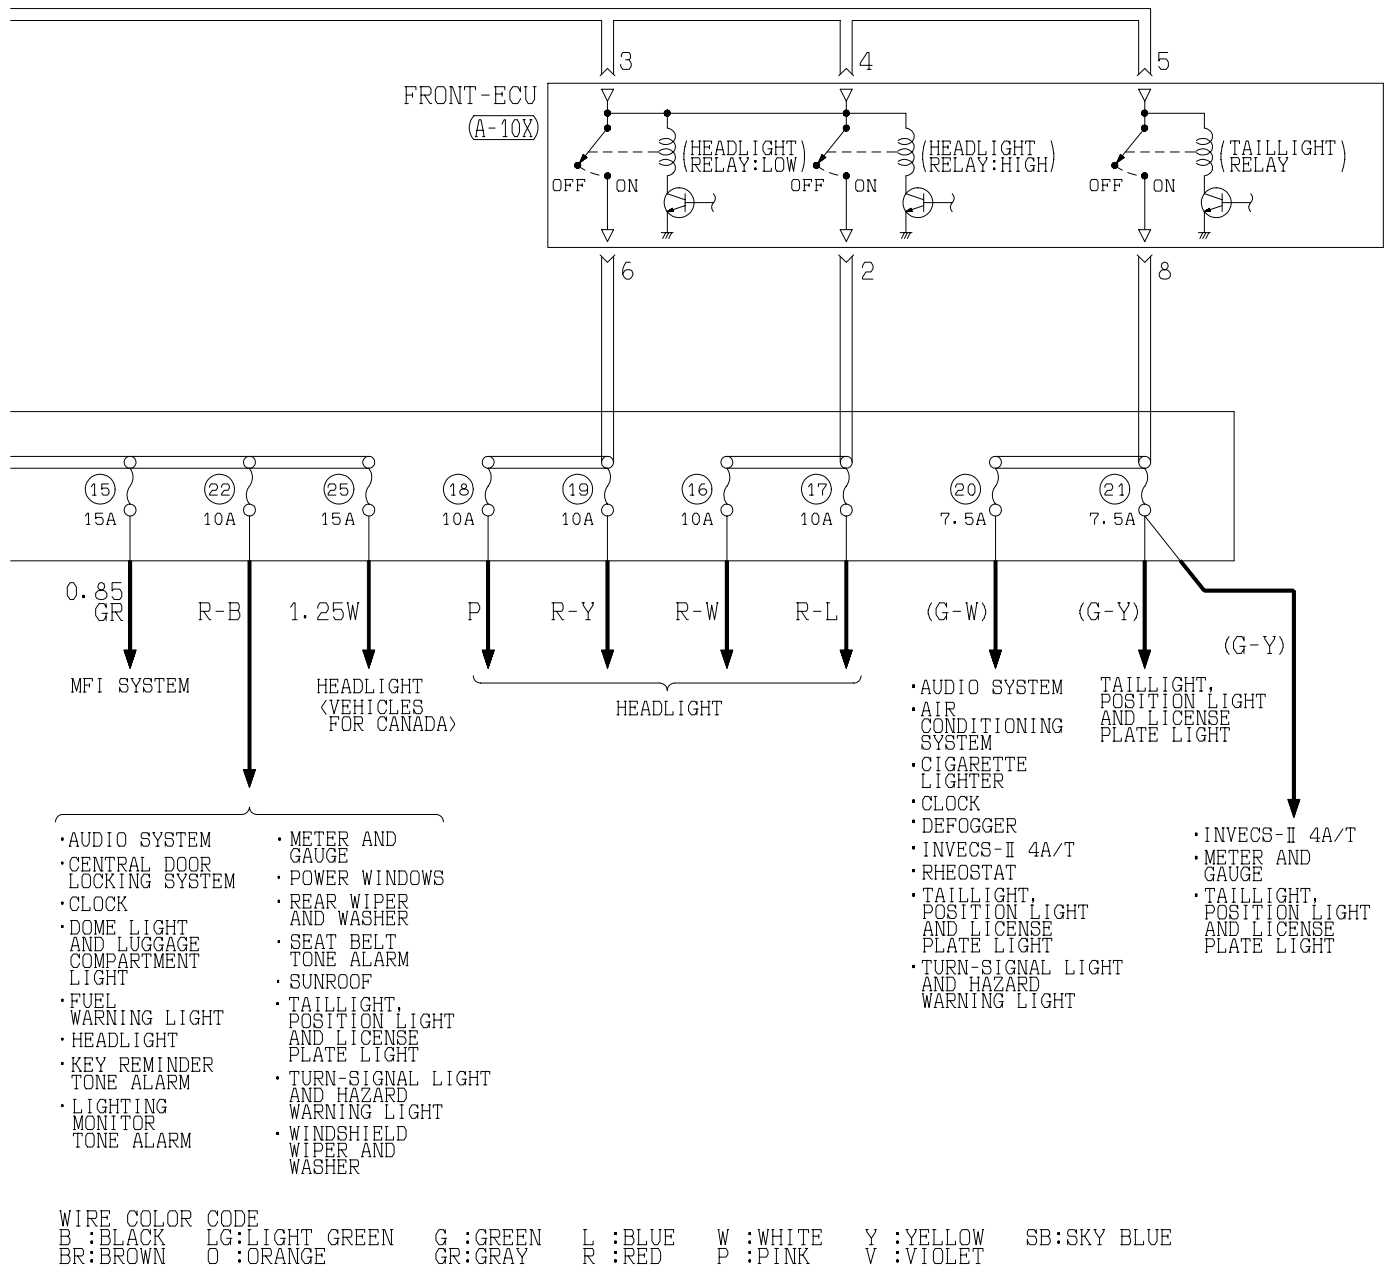 3
4
5
FRONT-ECU
(A-10X)
(HEADLIGHT
RELAY:LOW)
(HEADLIGHT
RELAY:HIGH)
(TAILLIGHT
RELAY)
OFF
ON
OFF
ON
OFF
ON
6
2
8
15
15A
22
10A
25
15A
18
10A
19
10A
16
10A
17
10A
20
7.5A
21
7.5A
0.85
GR
R-B
1.25W
P
R-Y
R-W
R-L
(G-W)
(G-Y)
(G-Y)
MFI SYSTEM
HEADLIGHT
<VEHICLES
FOR CANADA>
HEADLIGHT
·AUDIO SYSTEM
·AIR
CONDITIONING
SYSTEM
·CIGARETTE
LIGHTER
·CLOCK
·DEFOGGER
·INVECS-Ⅱ 4A/T
·RHEOSTAT
·TAILLIGHT,
POSITION LIGHT
AND LICENSE
PLATE LIGHT
·TURN-SIGNAL LIGHT
AND HAZARD
WARNING LIGHT
TAILLIGHT,
POSITION LIGHT
AND LICENSE
PLATE LIGHT
·INVECS-Ⅱ 4A/T
·METER AND
GAUGE
·TAILLIGHT,
POSITION LIGHT
AND LICENSE
PLATE LIGHT
·AUDIO SYSTEM
·CENTRAL DOOR
LOCKING SYSTEM
·CLOCK
·DOME LIGHT
AND LUGGAGE
COMPARTMENT
LIGHT
·FUEL
WARNING LIGHT
·HEADLIGHT
·KEY REMINDER
TONE ALARM
·LIGHTING
MONITOR
TONE ALARM
·METER AND
GAUGE
·POWER WINDOWS
·REAR WIPER
AND WASHER
·SEAT BELT
TONE ALARM
·SUNROOF
·TAILLIGHT,
POSITION LIGHT
AND LICENSE
PLATE LIGHT
·TURN-SIGNAL LIGHT
AND HAZARD
WARNING LIGHT
·WINDSHIELD
WIPER AND
WASHER
WIRE COLOR CODE
B :BLACK LG:LIGHT GREEN G :GREEN L :BLUE W :WHITE Y :YELLOW SB:SKY BLUE
BR:BROWN O :ORANGE GR:GRAY R :RED P :PINK V :VIOLET